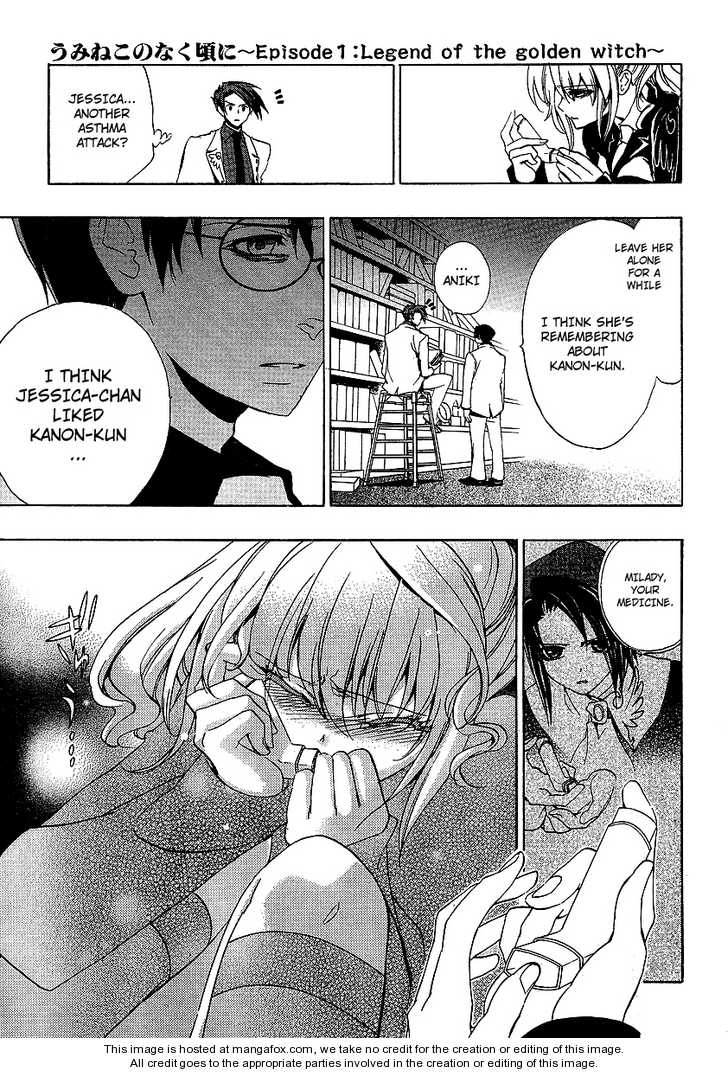 うみねこのなく頃に～Episode1:Legend of the golden witch～
JESSICA...
ANOTHER
ASTHMA
ATTACK?
LEAVE HER
ALONE
FOR A
WHILE
I THINK SHE'S
REMEMBERING
ABOUT
KANON-KUN.
...
ANIKI
I THINK
JESSICA-CHAN
LIKED
KANON-KUN
...
MILADY,
YOUR
MEDICINE.
This image is hosted at mangafox.com, we take no credit for the creation or editing of this image.
All credit goes to the appropriate parties involved in the creation or editing of this image.